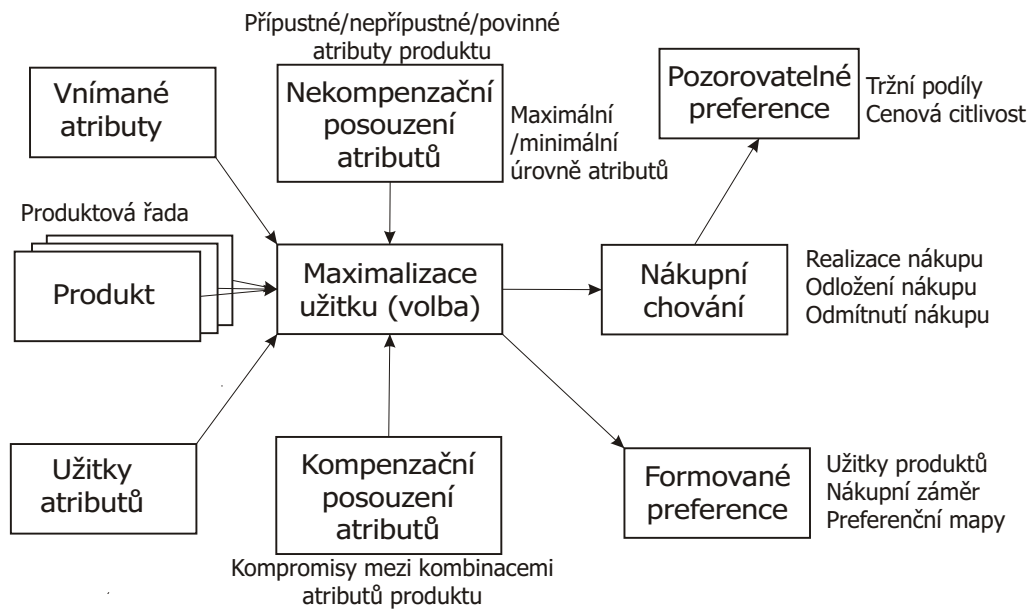 Přípustné/nepřípustné/povinné
atributy produktu
Vnímané
atributy
Nekompenzační
posouzení
atributů
Maximální
/minimální
úrovně atributů
Pozorovatelné
preference
Tržní podíly
Cenová citlivost
Produktová řada
Produkt
Maximalizace
užitku (volba)
Nákupní
chování
Realizace nákupu
Odložení nákupu
Odmítnutí nákupu
Užitky
atributů
Kompenzační
posouzení
atributů
Kompromisy mezi kombinacemi
atributů produktu
Formované
preference
Užitky produktů
Nákupní záměr
Preferenční mapy